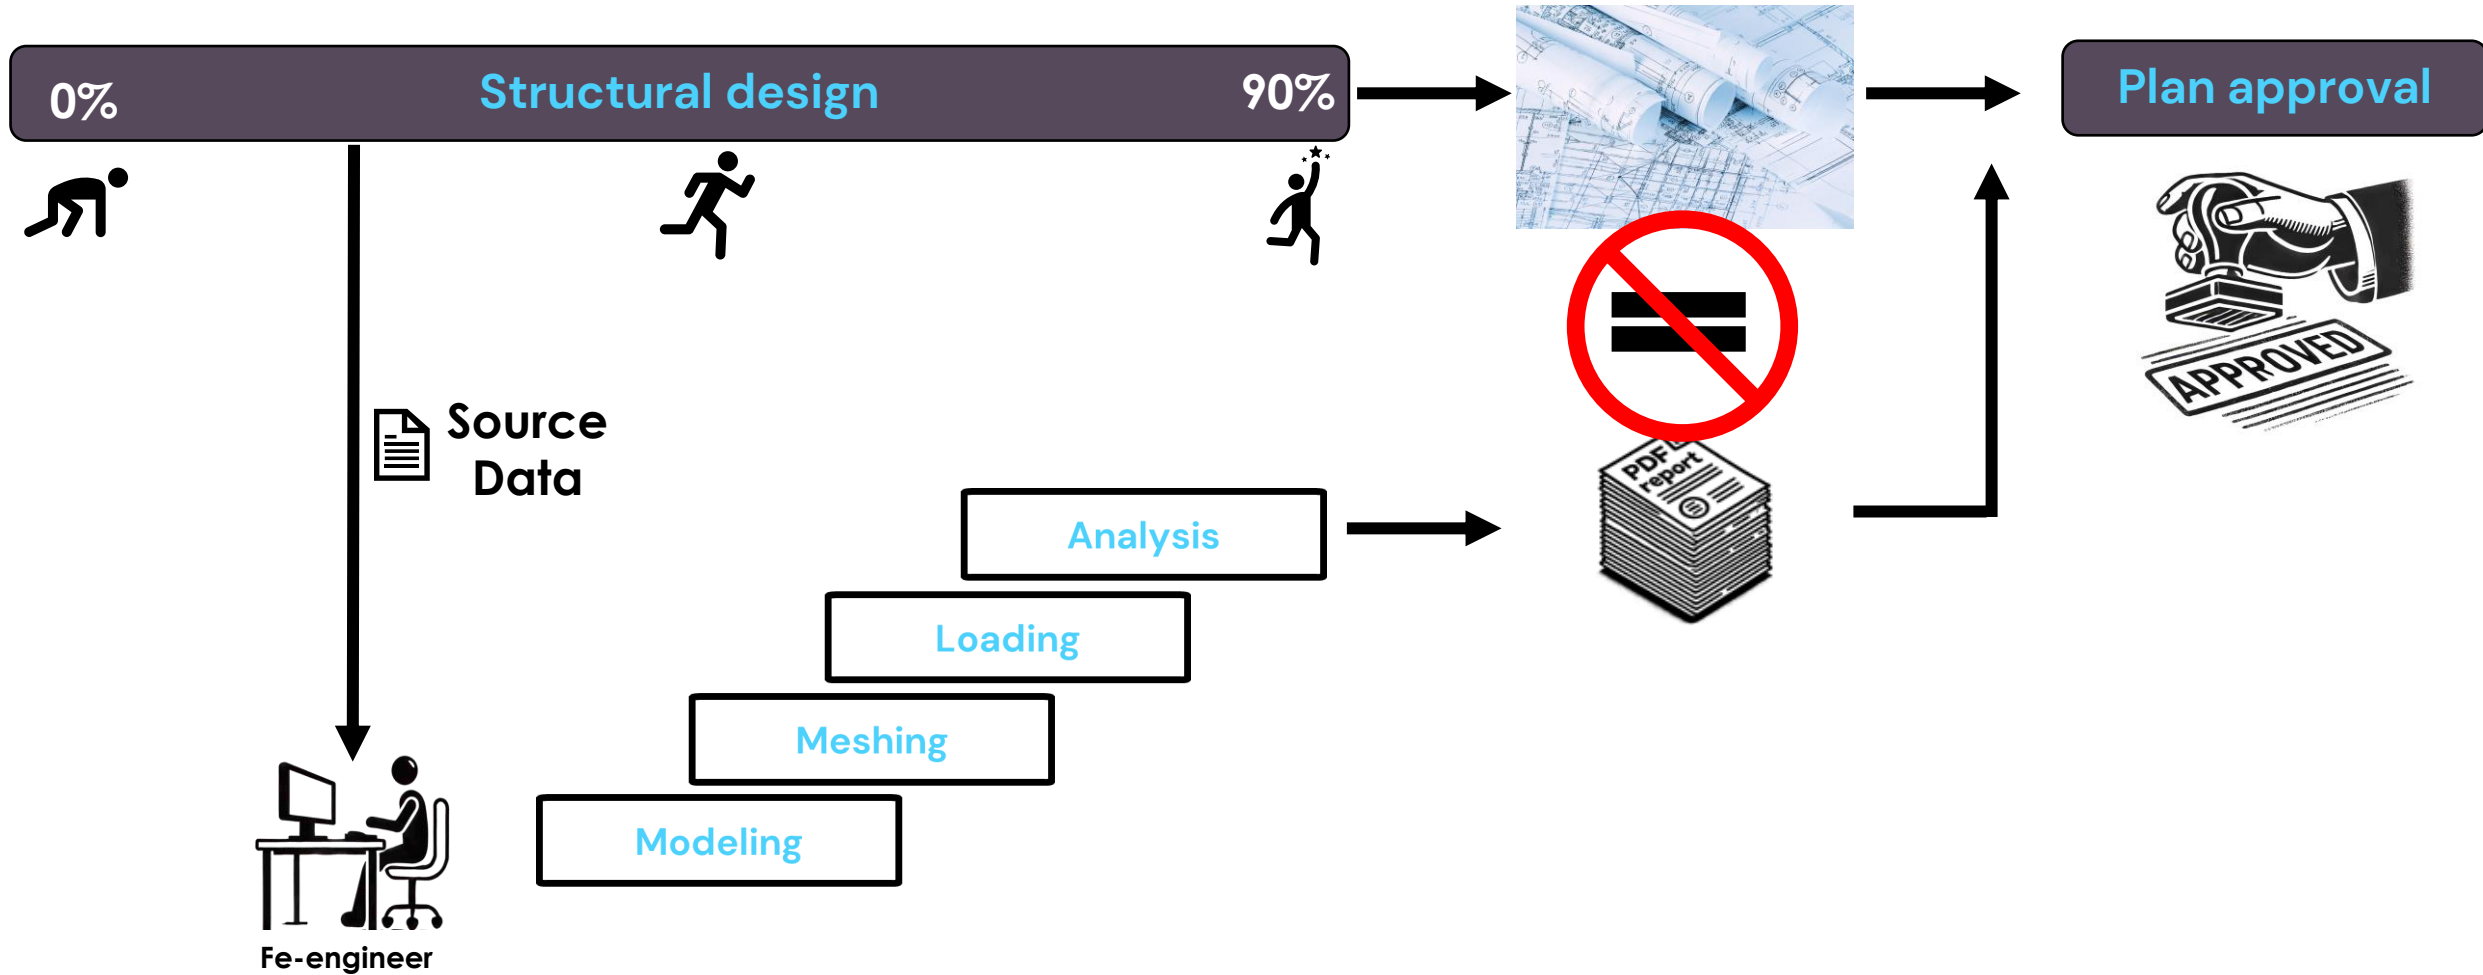 0%
Structural design
90%
Plan approval
APPROVED
Source
Data
PDF
report
Analysis
Loading
Meshing
Modeling
Fe-engineer